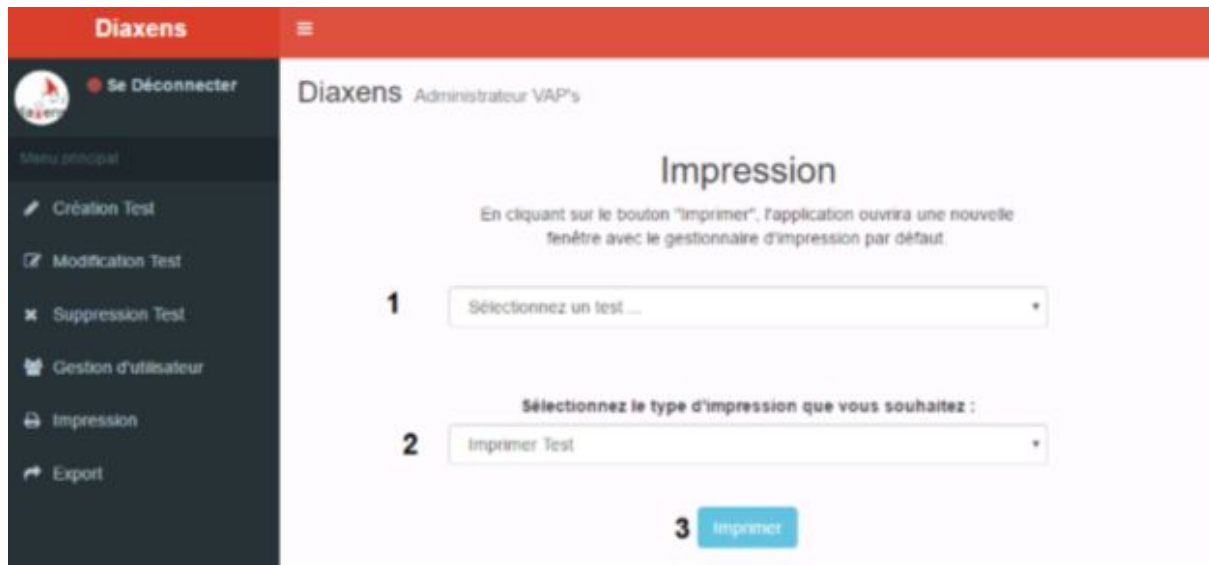 Diaxens
Se Déconnecter
Menu principal
Création Test
Modification Test
Suppression Test
Gestion d'utilisateur
Impression
Export
Diaxens Administrateur VAP's
Impression
En cliquant sur le bouton "Imprimer", l'application ouvrira une nouvelle
fenêtre avec le gestionnaire d'impression par défaut.
1 Sélectionnez un test ...
Sélectionnez le type d'impression que vous souhaitez :
2 Imprimer Test
3 Imprimer